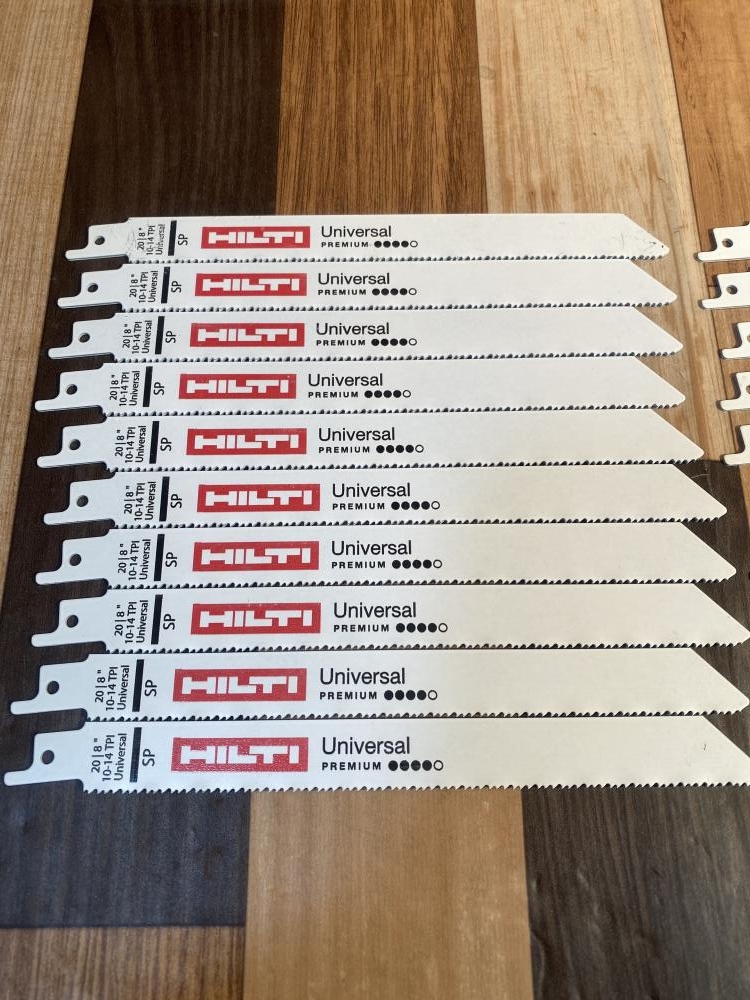 20 | 8 "
10-14 TPI
Universal
SP
HILTI
Universal
PREMIUM ●●●●○
20 | 8 "
10-14 TPI
Universal
SP
HILTI
Universal
PREMIUM ●●●●○
20 | 8 "
10-14 TPI
Universal
SP
HILTI
Universal
PREMIUM ●●●●○
20 | 8 "
10-14 TPI
Universal
SP
HILTI
Universal
PREMIUM ●●●●○
20 | 8 "
10-14 TPI
Universal
SP
HILTI
Universal
PREMIUM ●●●●○
20 | 8 "
10-14 TPI
Universal
SP
HILTI
Universal
PREMIUM ●●●●○
20 | 8 "
10-14 TPI
Universal
SP
HILTI
Universal
PREMIUM ●●●●○
20 | 8 "
10-14 TPI
Universal
SP
HILTI
Universal
PREMIUM ●●●●○
20 | 8 "
10-14 TPI
Universal
SP
HILTI
Universal
PREMIUM ●●●●○
20 | 8 "
10-14 TPI
Universal
SP
HILTI
Universal
PREMIUM ●●●●○